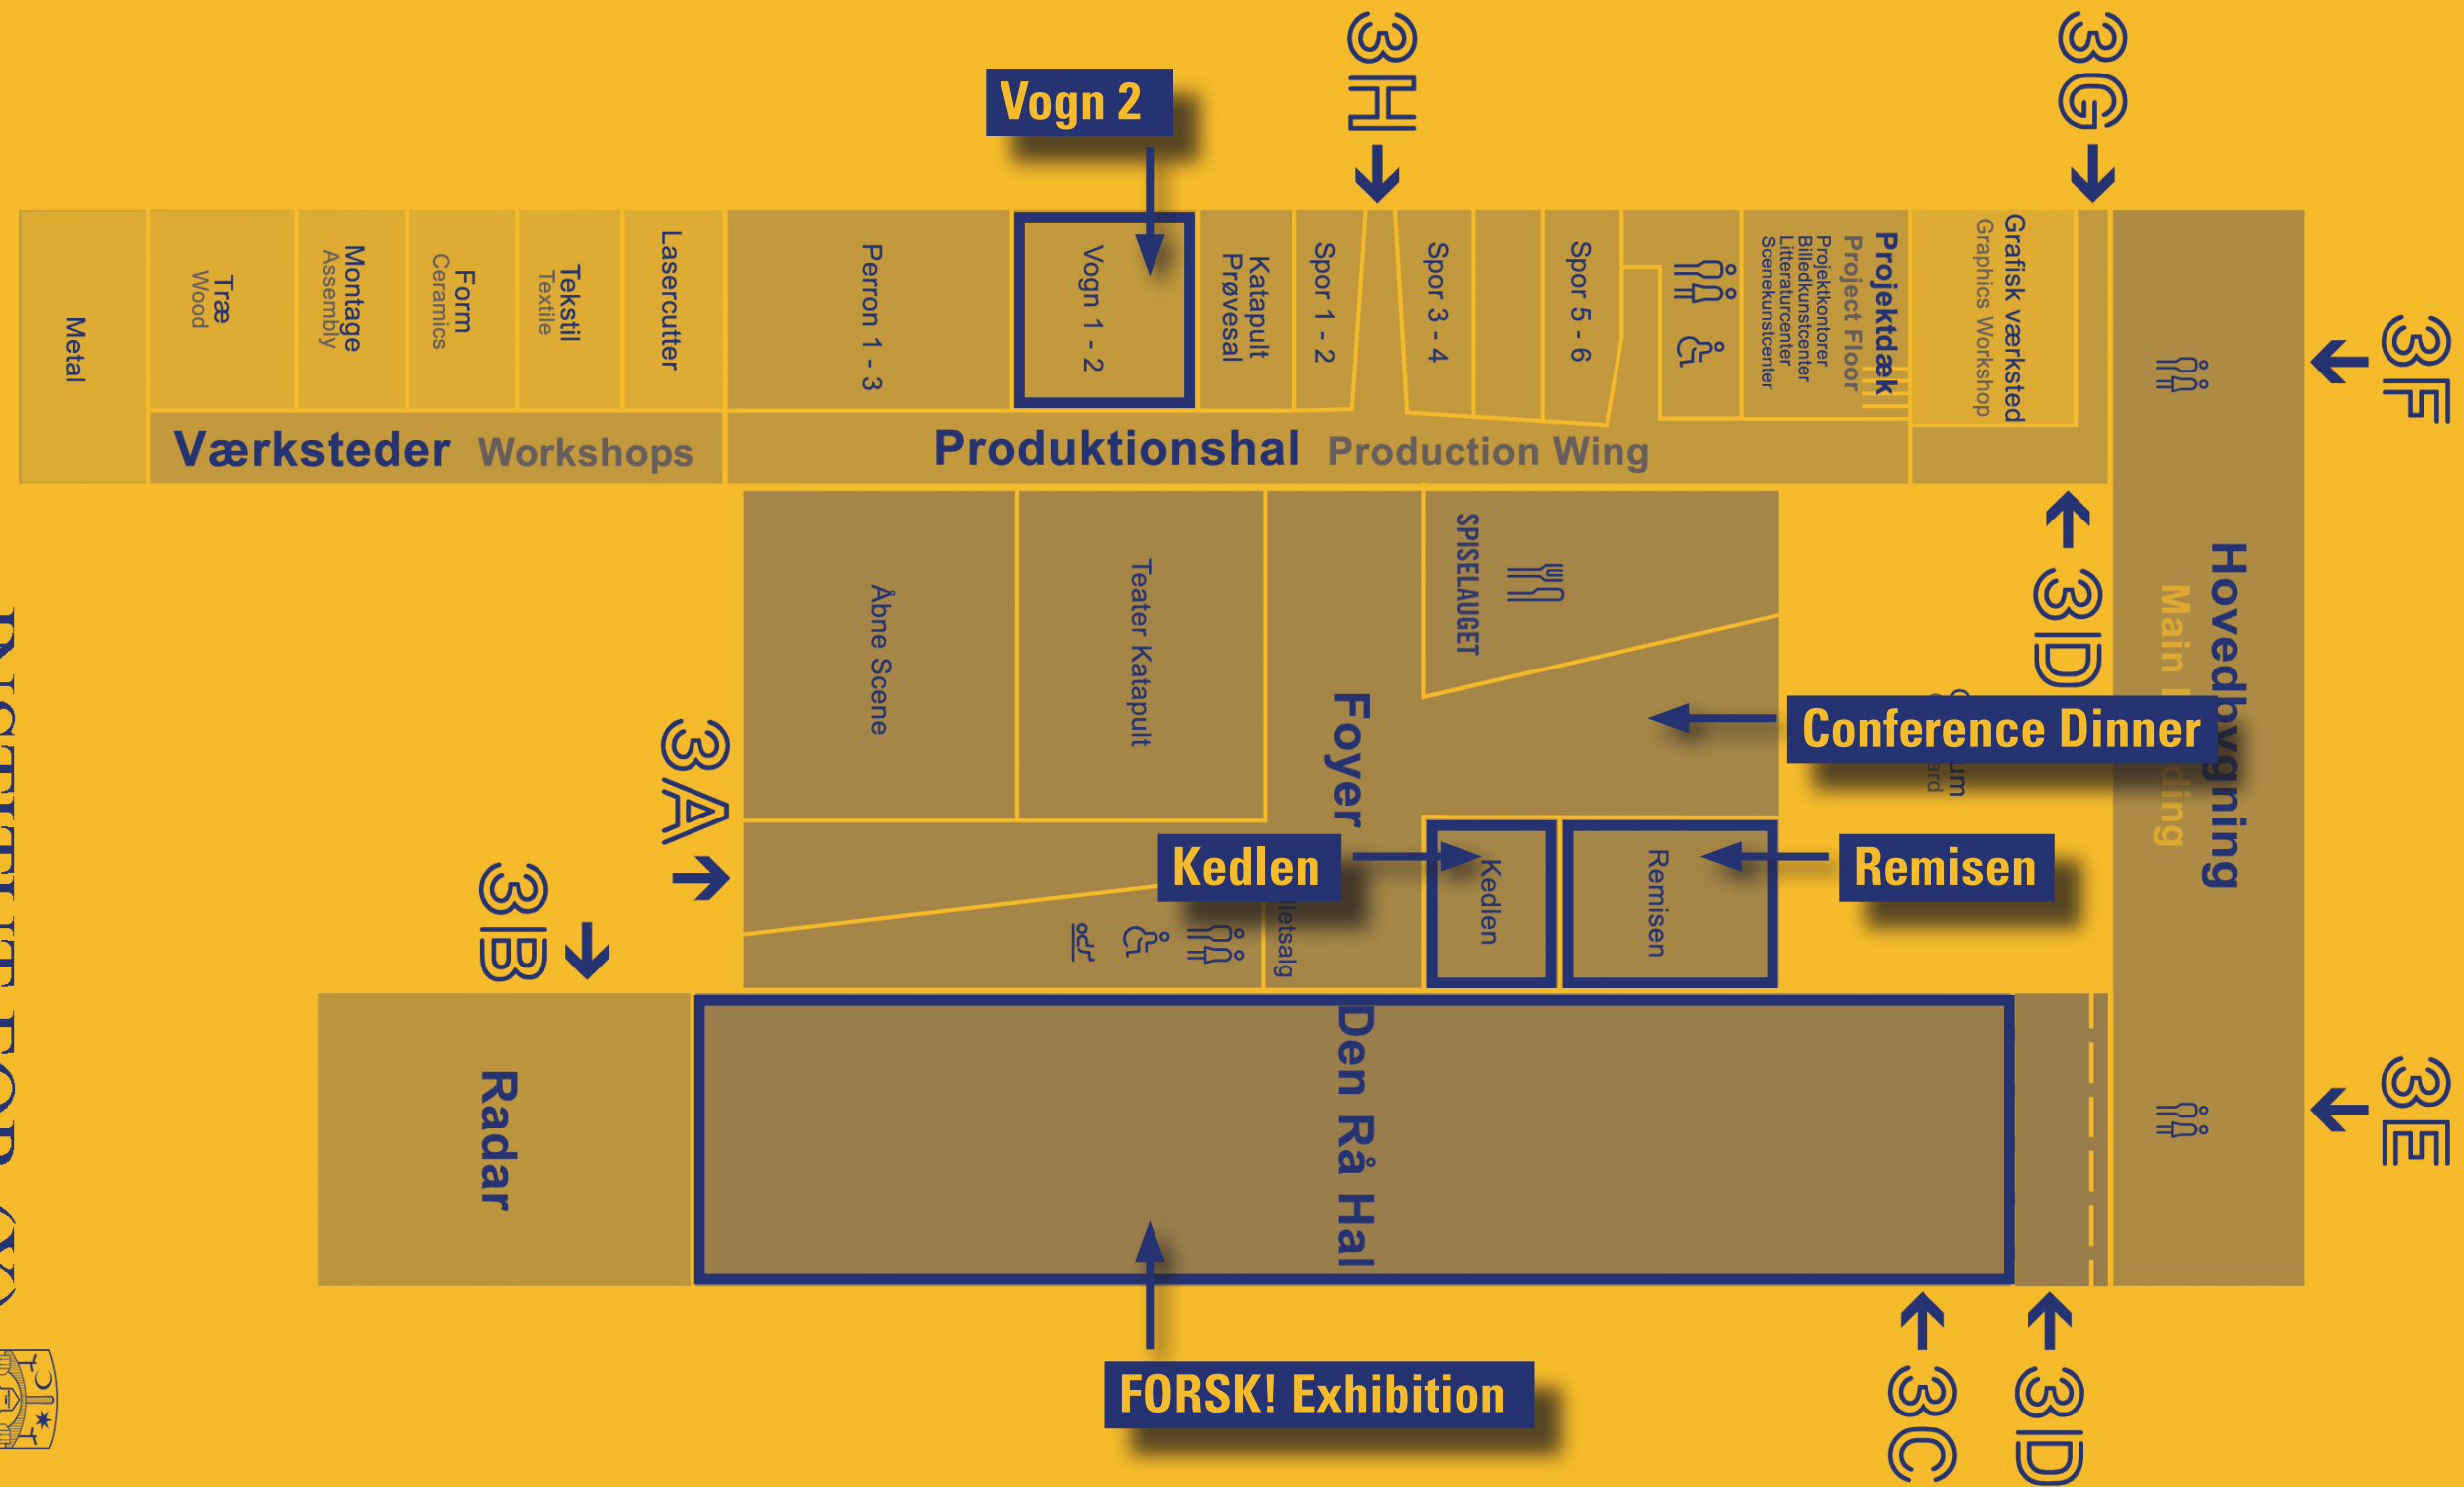 3H
3G
Vogn 2
3F
Metal
Træ
Wood
Montage
Assembly
Form
Ceramics
Tekstil
Textile
Lasercutter
Perron 1 - 3
Vogn 1 - 2
Katapult
Prøvesal
Spor 1 - 2
Spor 3 - 4
Spor 5 - 6
Projektdæk
Project Floor
Projektkontorer
Billedkunstcenter
Litteraturcenter
Scenekunstcenter
Grafisk værksted
Graphics Workshop
Værksteder Workshops
Produktionshal Production Wing
Hovedbygning
Main
3D
Åbne Scene
Teater Katapult
SPISELAUGET
Foyer
Conference Dinner
3A
3B
Kedlen
Kedlen
Remisen
Remisen
Radar
Den Rå Hal
3E
FORSK! Exhibition
3C
3D